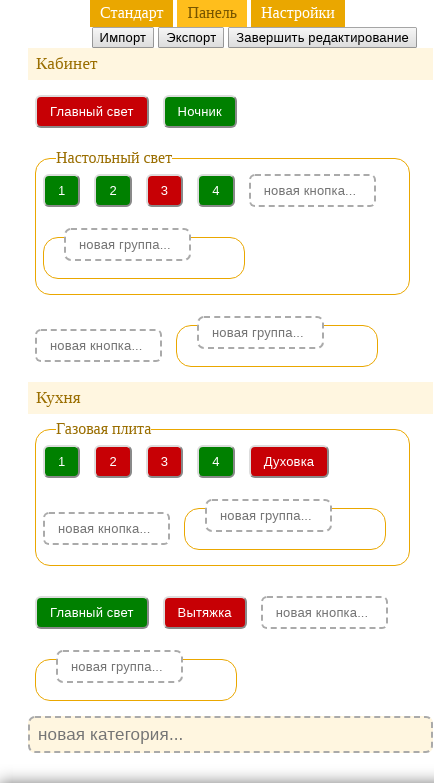 Стандарт Панель Настройки
Импорт Экспорт Завершить редактирование
Кабинет
Главный свет Ночник
Настольный свет
1 2 3 4 новая кнопка...
новая группа...
новая кнопка... новая группа...
Кухня
Газовая плита
1 2 3 4 Духовка
новая кнопка... новая группа...
Главный свет Вытяжка новая кнопка...
новая группа...
новая категория...